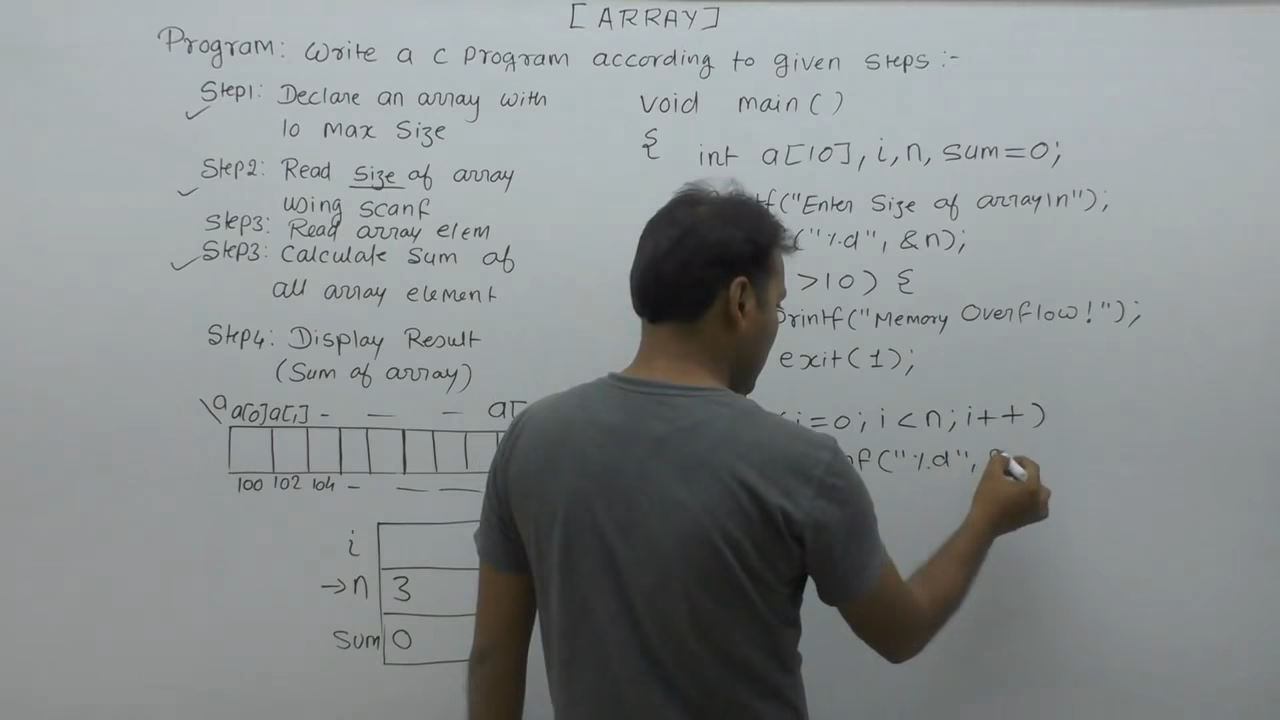 [ARRAY]
Program: Write a C program according to given steps :-
Step1: Declare an array with
10 max Size
Step2: Read Size of array
using scanf
Step3: Read array elem
Step3: Calculate Sum of
all array element
Step4: Display Result
(Sum of array)
a a[0] a[1] - — — a[
100 102 104 - — —
i
→ n 3
Sum 0
void main()
{ int a[10], i, n, sum=0;
f("Enter Size of array\n");
("%d", &n);
>10) {
printf("Memory Overflow!");
exit(1);
(i=0; i<n; i++)
nf("%d", &